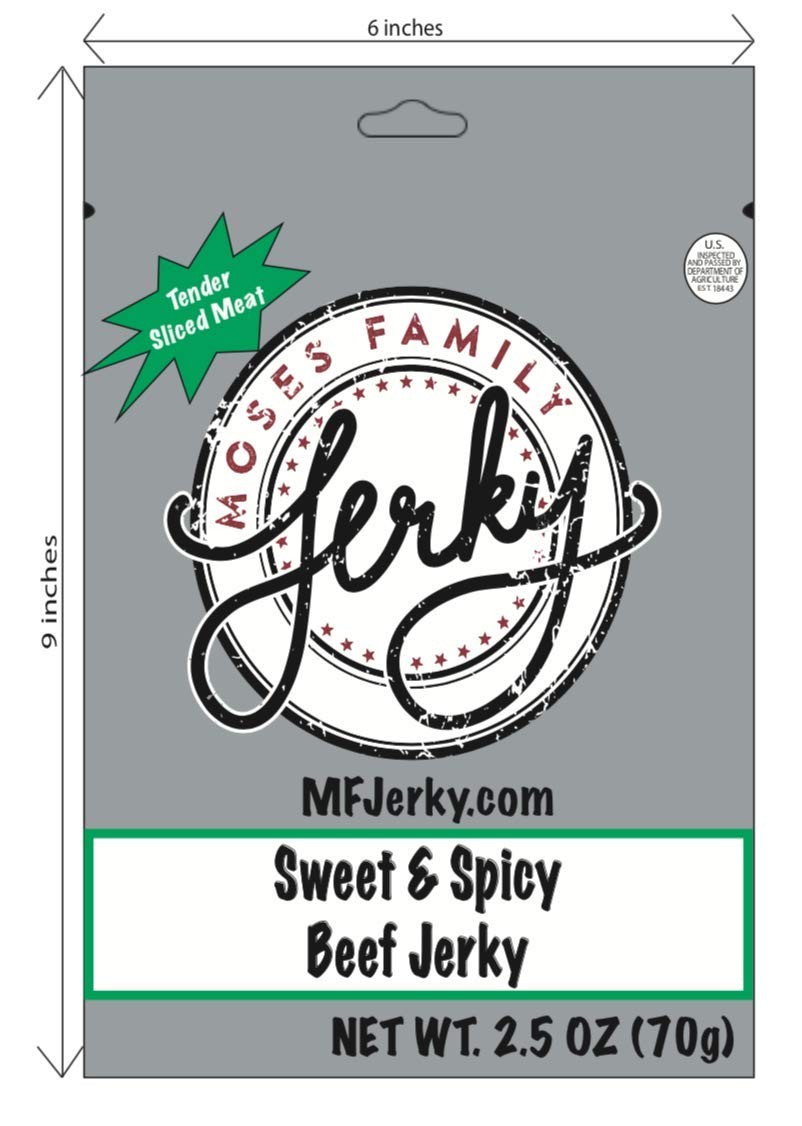 6 inches
9 inches
U.S.
INSPECTED
AND PASSED BY
DEPARTMENT OF
AGRICULTURE
EST. 18443
Tender
Sliced Meat
MOSES FAMILY
Jerky
MFJerky.com
Sweet & Spicy
Beef Jerky
NET WT. 2.5 OZ (70g)